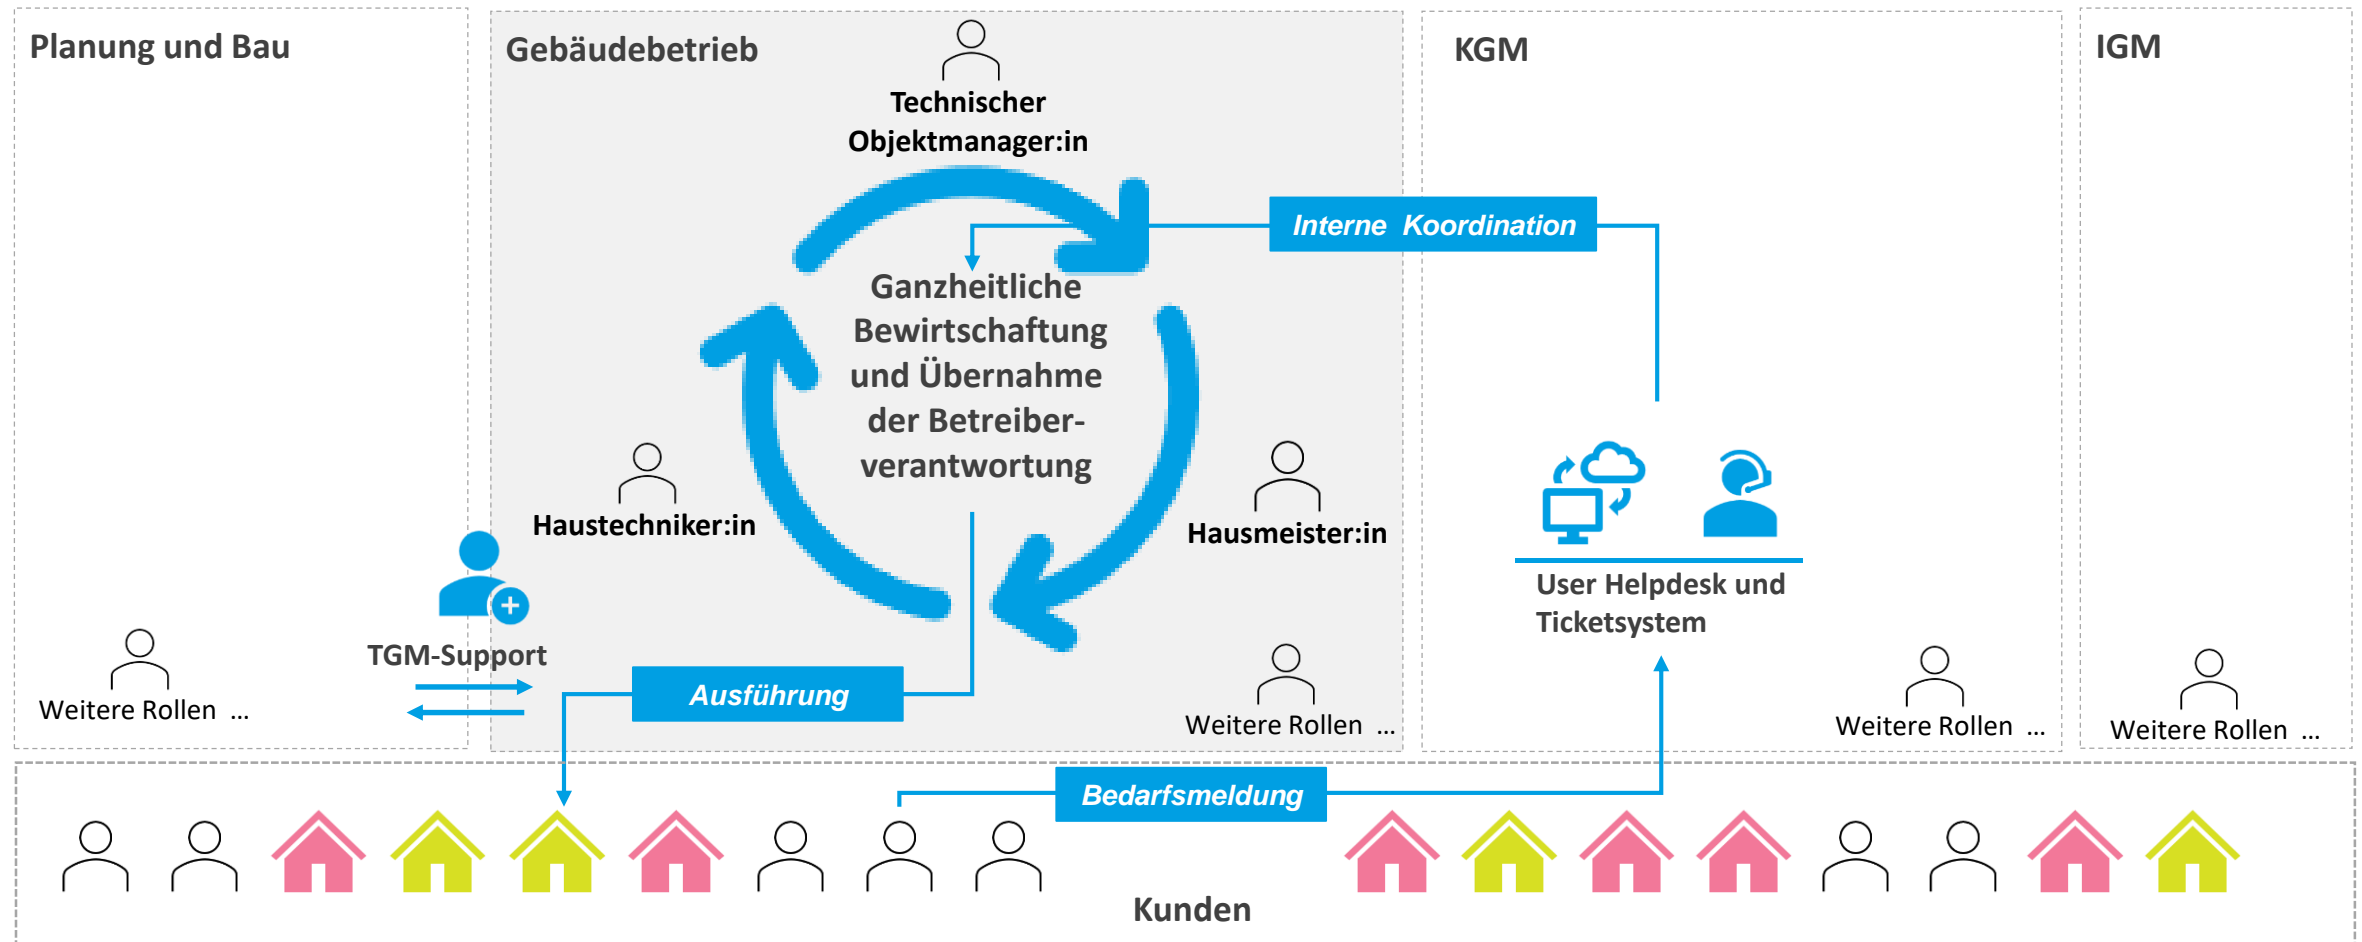 Planung und Bau
Weitere Rollen ...
TGM-Support
Gebäudebetrieb
Technischer
Objektmanager:in
Ganzheitliche
Bewirtschaftung
und Übernahme
der Betreiber-
verantwortung
Haustechniker:in
Hausmeister:in
Ausführung
Weitere Rollen ...
Interne Koordination
KGM
User Helpdesk und
Ticketsystem
Weitere Rollen ...
IGM
Weitere Rollen ...
Bedarfsmeldung
Kunden